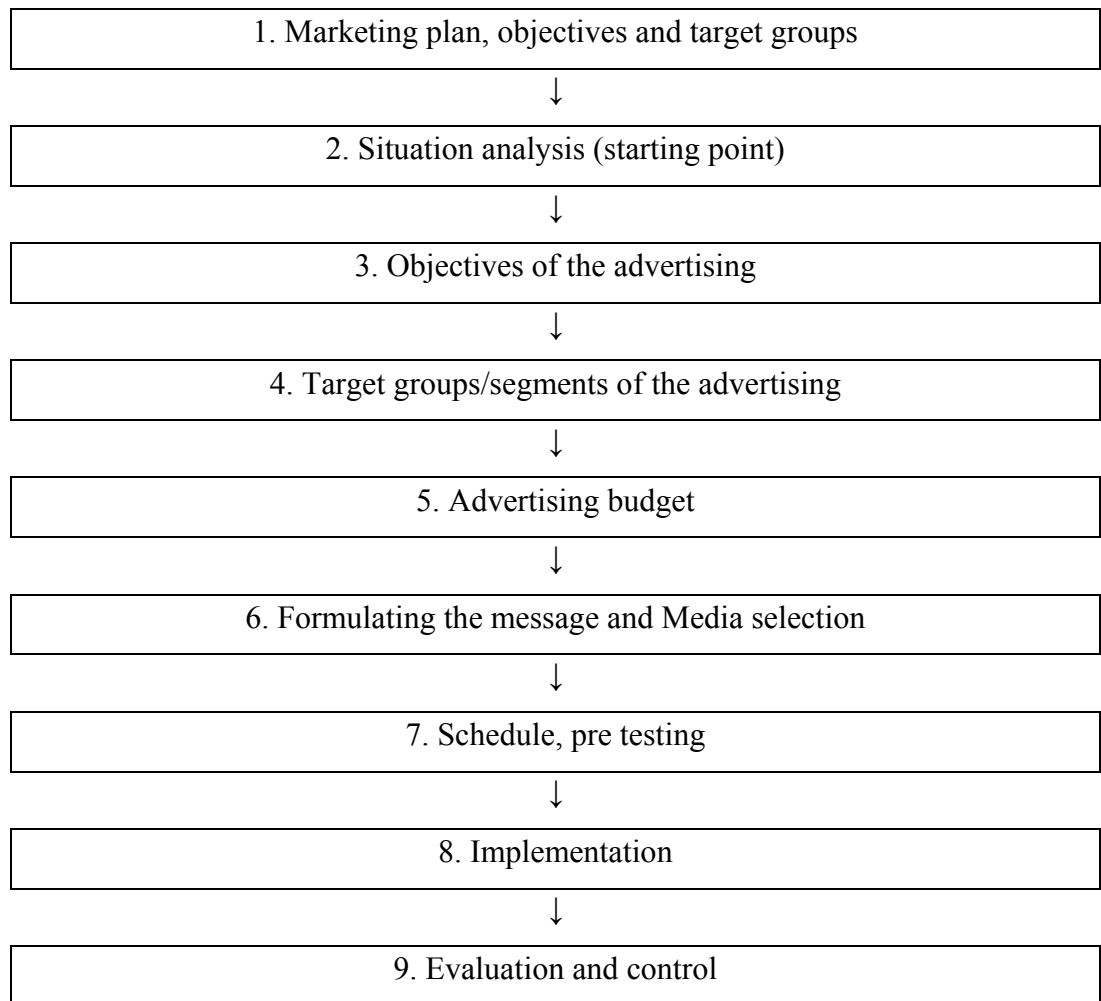 1. Marketing plan, objectives and target groups
↓
2. Situation analysis (starting point)
↓
3. Objectives of the advertising
↓
4. Target groups/segments of the advertising
↓
5. Advertising budget
↓
6. Formulating the message and Media selection
↓
7. Schedule, pre testing
↓
8. Implementation
↓
9. Evaluation and control